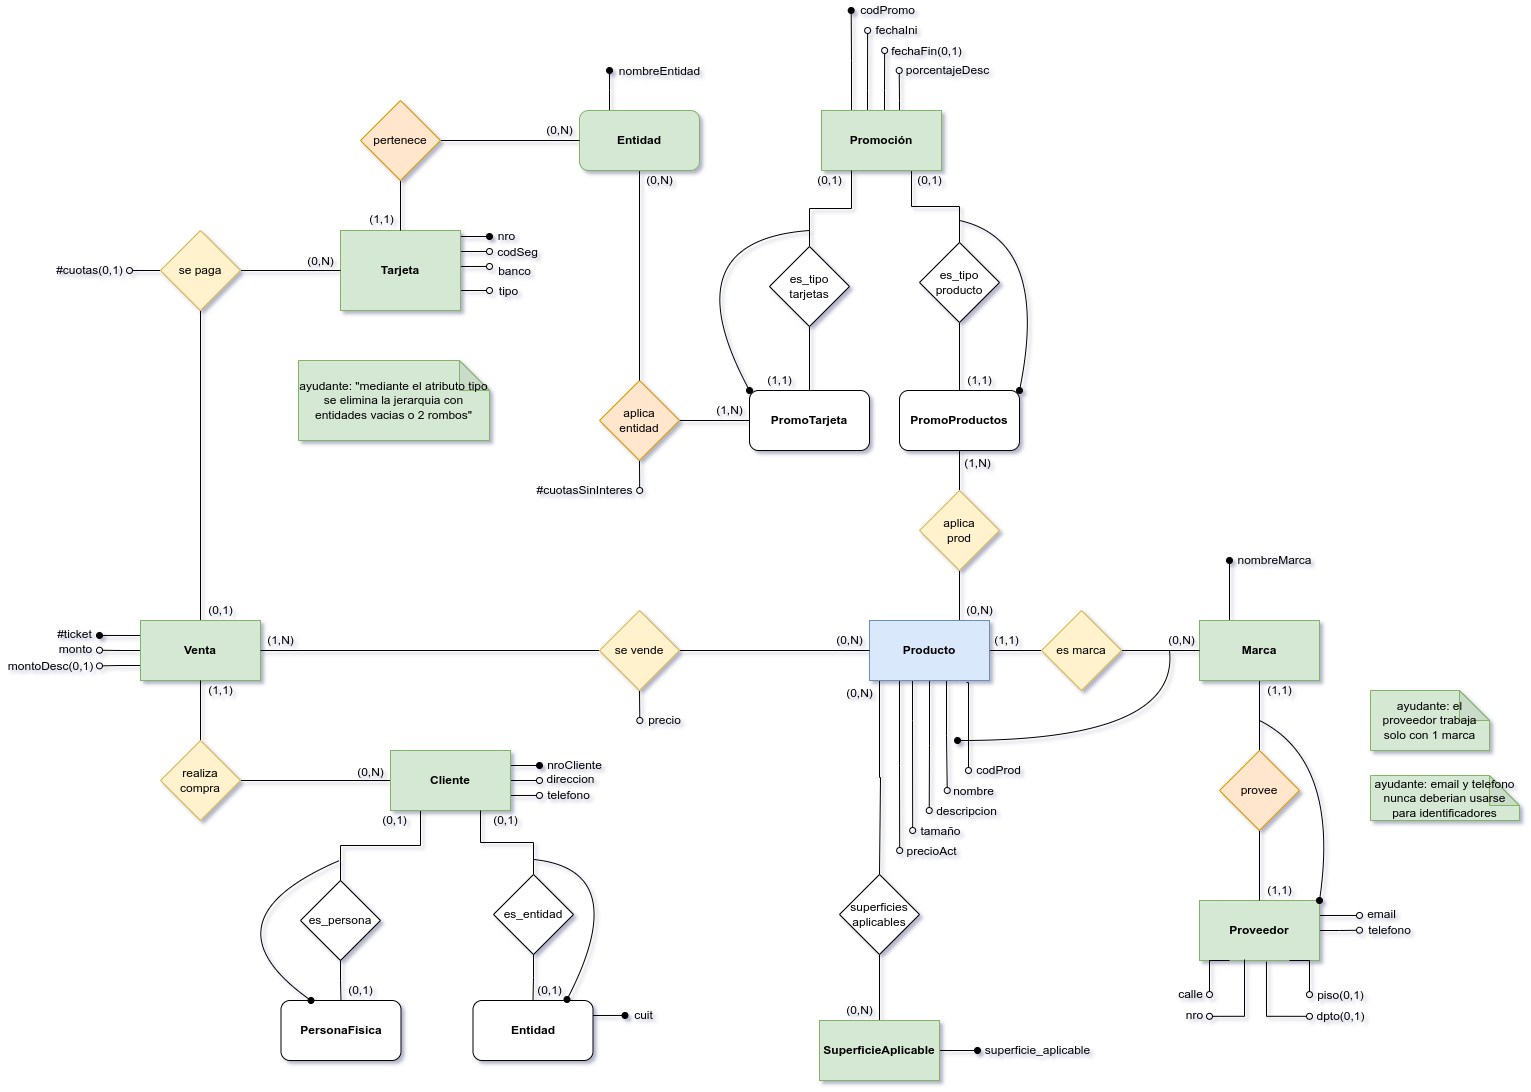 codPromo
fechaIni
fechaFin(0,1)
porcentajeDesc
nombreEntidad
pertenece
(0,N)
Entidad
(0,N)
Promoción
(0,1)
(0,1)
(1,1)
#cuotas(0,1)
se paga
(0,N)
Tarjeta
nro
codSeg
banco
tipo
es_tipo
tarjetas
es_tipo
producto
ayudante: "mediante el atributo tipo
se elimina la jerarquia con
entidades vacias o 2 rombos"
(1,1)
(1,1)
aplica
entidad
(1,N)
PromoTarjeta
PromoProductos
(1,N)
#cuotasSinInteres
aplica
prod
nombreMarca
(0,1)
(0,N)
#ticket
monto
montoDesc(0,1)
Venta
(1,N)
se vende
(0,N)
Producto
(1,1)
es marca
(0,N)
Marca
(1,1)
(0,N)
(1,1)
precio
ayudante: el
proveedor trabaja
solo con 1 marca
realiza
compra
(0,N)
Cliente
nroCliente
direccion
telefono
codProd
nombre
descripcion
tamaño
precioAct
provee
ayudante: email y telefono
nunca deberian usarse
para identificadores
(0,1)
(0,1)
(1,1)
es_persona
es_entidad
superficies
aplicables
Proveedor
email
telefono
calle
nro
piso(0,1)
dpto(0,1)
(0,1)
(0,1)
PersonaFisica
Entidad
cuit
(0,N)
SuperficieAplicable
superficie_aplicable